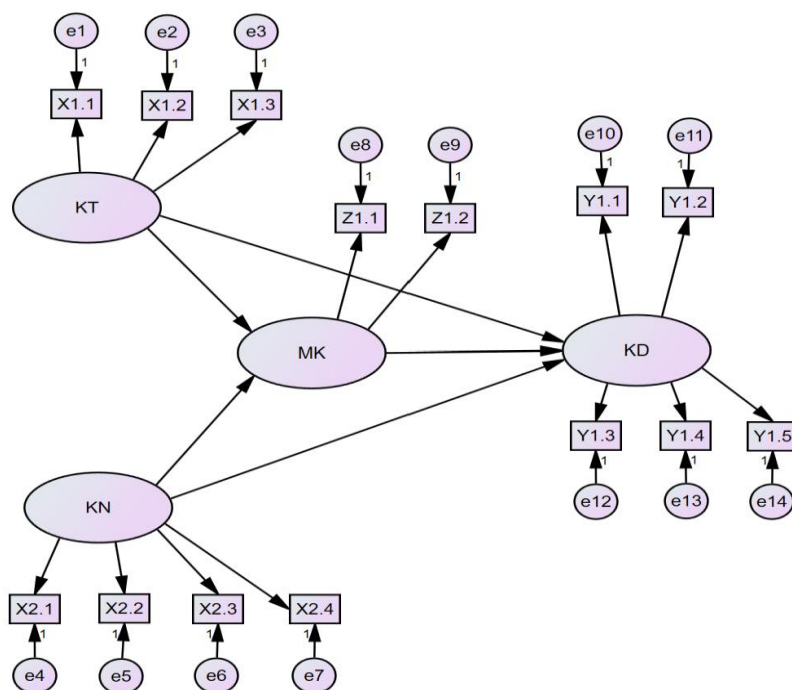 e1 e2 e3
1 1 1
X1.1 X1.2 X1.3
e8 e9
e10 e11
1 1
1 1
KT
Z1.1 Z1.2
Y1.1 Y1.2
MK
KD
Y1.3 Y1.4 Y1.5
1 1 1
e12 e13 e14
KN
X2.1 X2.2 X2.3 X2.4
1 1 1 1
e4 e5 e6 e7